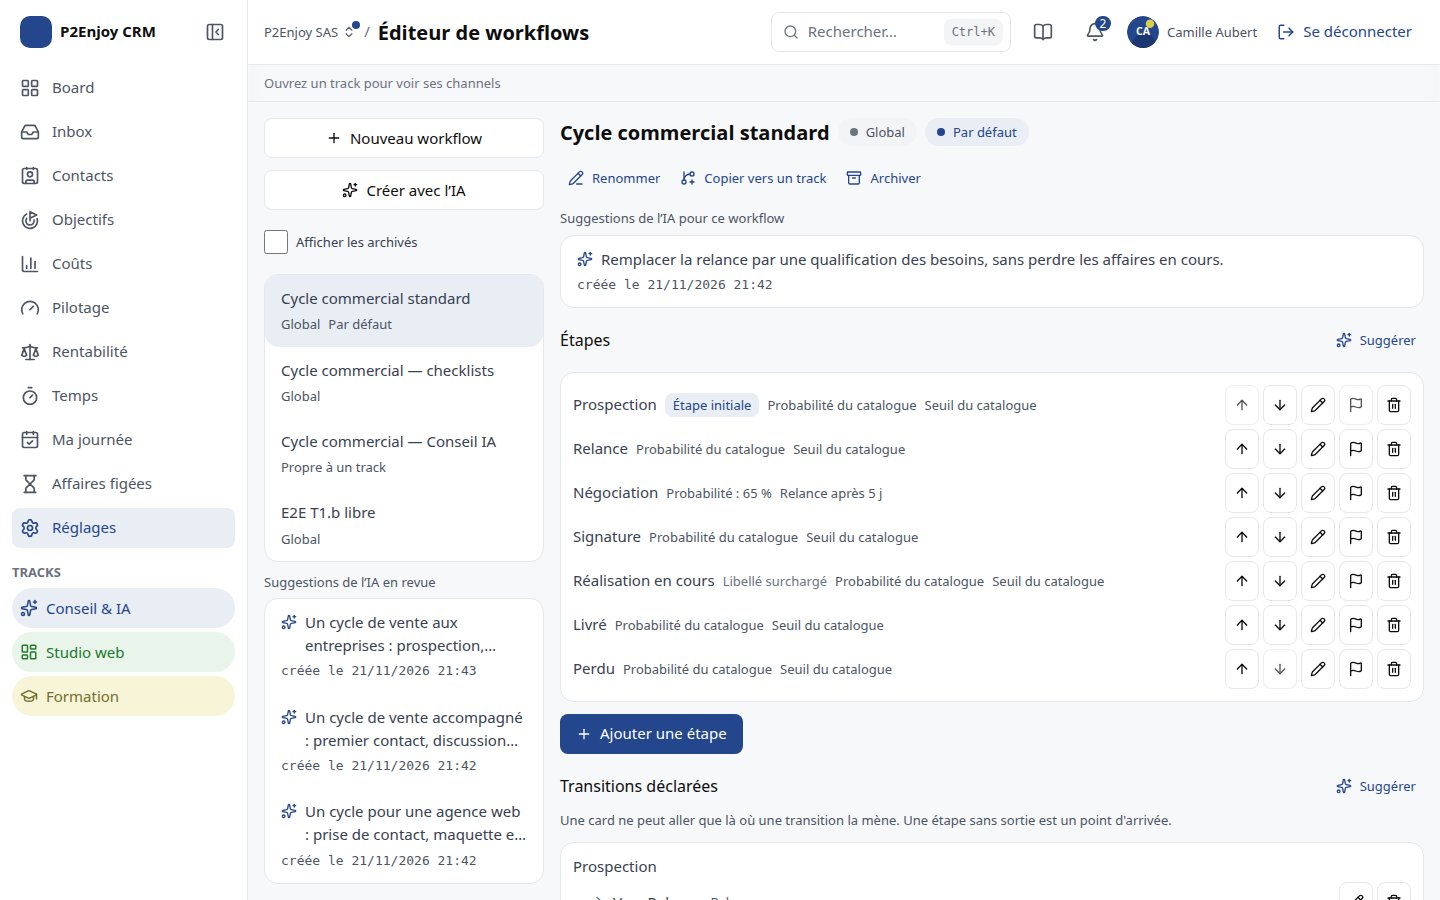 P2Enjoy CRM
Board
Inbox
Contacts
Objectifs
Coûts
Pilotage
Rentabilité
Temps
Ma journée
Affaires figées
Réglages
TRACKS
Conseil & IA
Studio web
Formation
P2Enjoy SAS / Éditeur de workflows
Rechercher... Ctrl+K
2
CA Camille Aubert
Se déconnecter
Ouvrez un track pour voir ses channels
Nouveau workflow
Créer avec l'IA
Afficher les archivés
Cycle commercial standard
Global Par défaut
Cycle commercial — checklists
Global
Cycle commercial — Conseil IA
Propre à un track
E2E T1.b libre
Global
Suggestions de l'IA en revue
Un cycle de vente aux
entreprises : prospection,...
créée le 21/11/2026 21:43
Un cycle de vente accompagné
: premier contact, discussion...
créée le 21/11/2026 21:42
Un cycle pour une agence web
: prise de contact, maquette e...
créée le 21/11/2026 21:42
Cycle commercial standard Global Par défaut
Renommer Copier vers un track Archiver
Suggestions de l'IA pour ce workflow
Remplacer la relance par une qualification des besoins, sans perdre les affaires en cours.
créée le 21/11/2026 21:42
Étapes Suggérer
Prospection Étape initiale Probabilité du catalogue Seuil du catalogue
Relance Probabilité du catalogue Seuil du catalogue
Négociation Probabilité : 65 % Relance après 5 j
Signature Probabilité du catalogue Seuil du catalogue
Réalisation en cours Libellé surchargé Probabilité du catalogue Seuil du catalogue
Livré Probabilité du catalogue Seuil du catalogue
Perdu Probabilité du catalogue Seuil du catalogue
Ajouter une étape
Transitions déclarées Suggérer
Une card ne peut aller que là où une transition la mène. Une étape sans sortie est un point d'arrivée.
Prospection